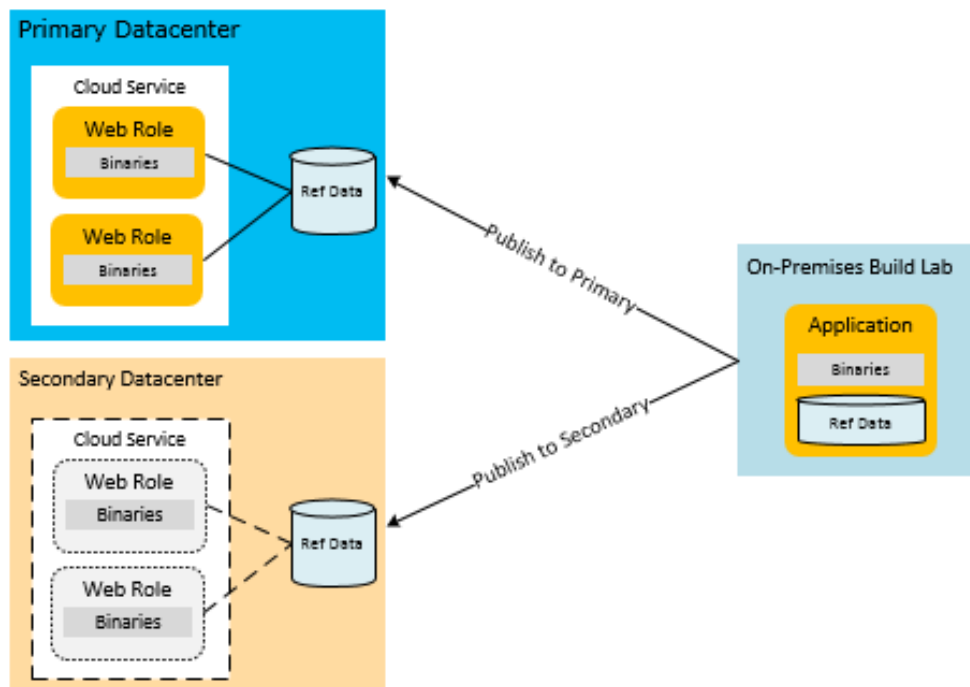 Primary Datacenter
Cloud Service
Web Role
Binaries
Web Role
Binaries
Ref Data
Publish to Primary
On-Premises Build Lab
Application
Binaries
Ref Data
Secondary Datacenter
Cloud Service
Web Role
Binaries
Web Role
Binaries
Ref Data
Publish to Secondary